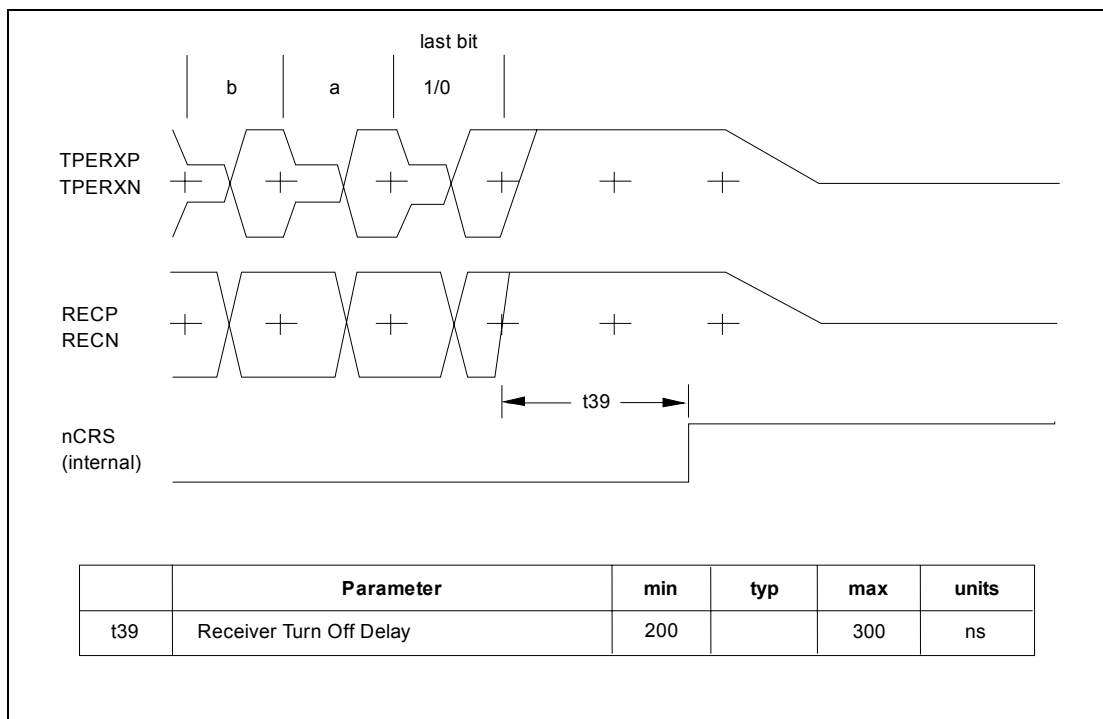 last bit
b a 1/0
TPERXP
TPERXN
RECP
RECN
t39
nCRS
(internal)
Parameter min typ max units
t39 Receiver Turn Off Delay 200 300 ns